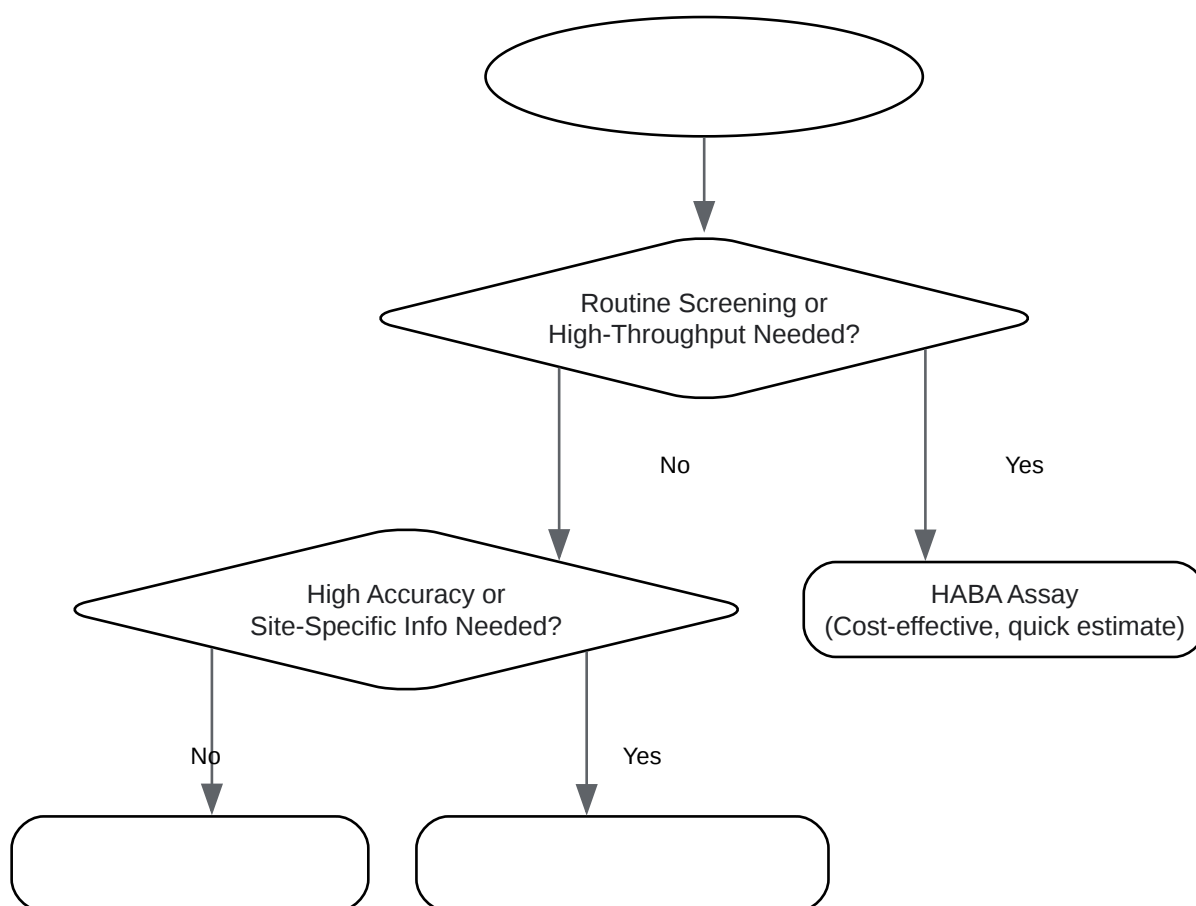 Routine Screening or
High-Throughput Needed?
No
Yes
High Accuracy or
Site-Specific Info Needed?
HABA Assay
(Cost-effective, quick estimate)
No
Yes